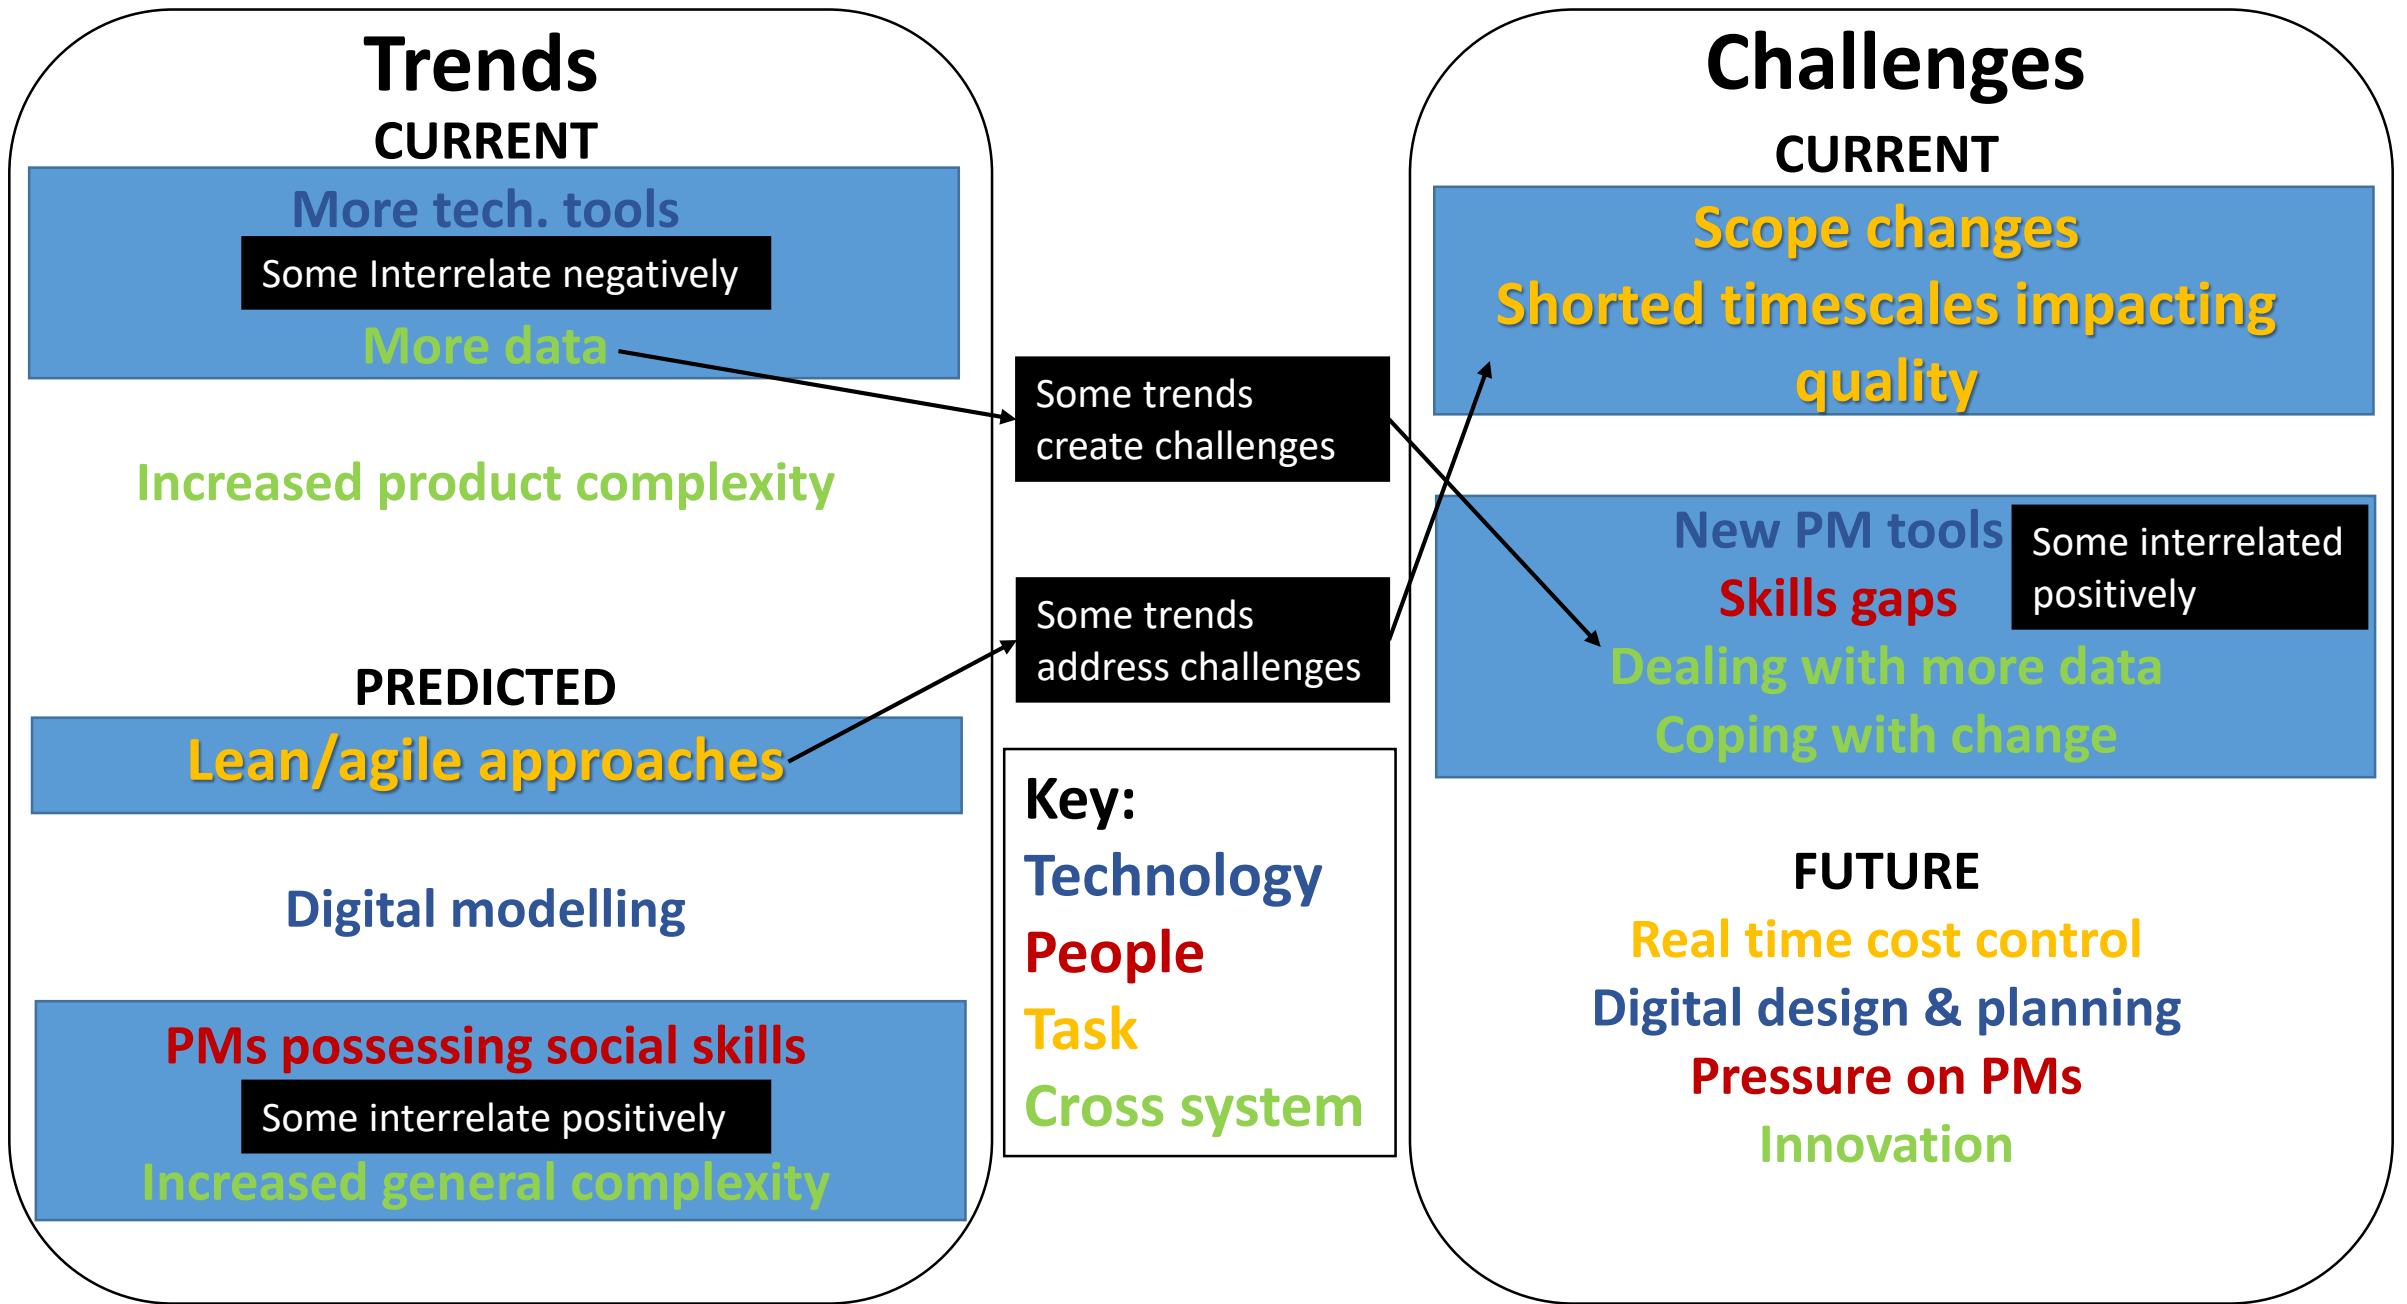 Trends
CURRENT
More tech. tools
Some Interrelate negatively
More data
Increased product complexity
PREDICTED
Lean/agile approaches
Digital modelling
PMs possessing social skills
Some interrelate positively
Increased general complexity
Some trends
create challenges
Some trends
address challenges
Key:
Technology
People
Task
Cross system
Challenges
CURRENT
Scope changes
Shorted timescales impacting
quality
New PM tools
Skills gaps
Some interrelated
positively
Dealing with more data
Coping with change
FUTURE
Real time cost control
Digital design & planning
Pressure on PMs
Innovation